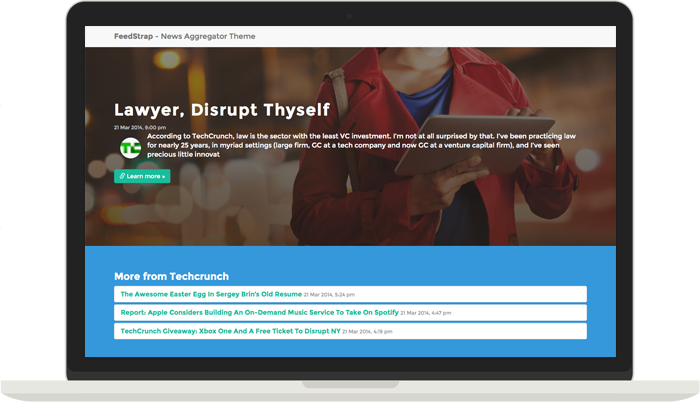 FeedStrap - News Aggregator Theme
Lawyer, Disrupt Thyself
21 Mar 2014, 9:00 pm
According to TechCrunch, law is the sector with the least VC investment. I'm not at all surprised by that. I've been practicing law
for nearly 25 years, in myriad settings (large firm, GC at a tech company and now GC at a venture capital firm), and I've seen
precious little innovat
Learn more »
More from Techcrunch
The Awesome Easter Egg In Sergey Brin's Old Resume 21 Mar 2014, 5:24 pm
Report: Apple Considers Building An On-Demand Music Service To Take On Spotify 21 Mar 2014, 4:47 pm
TechCrunch Giveaway: Xbox One And A Free Ticket To Disrupt NY 21 Mar 2014, 4:19 pm